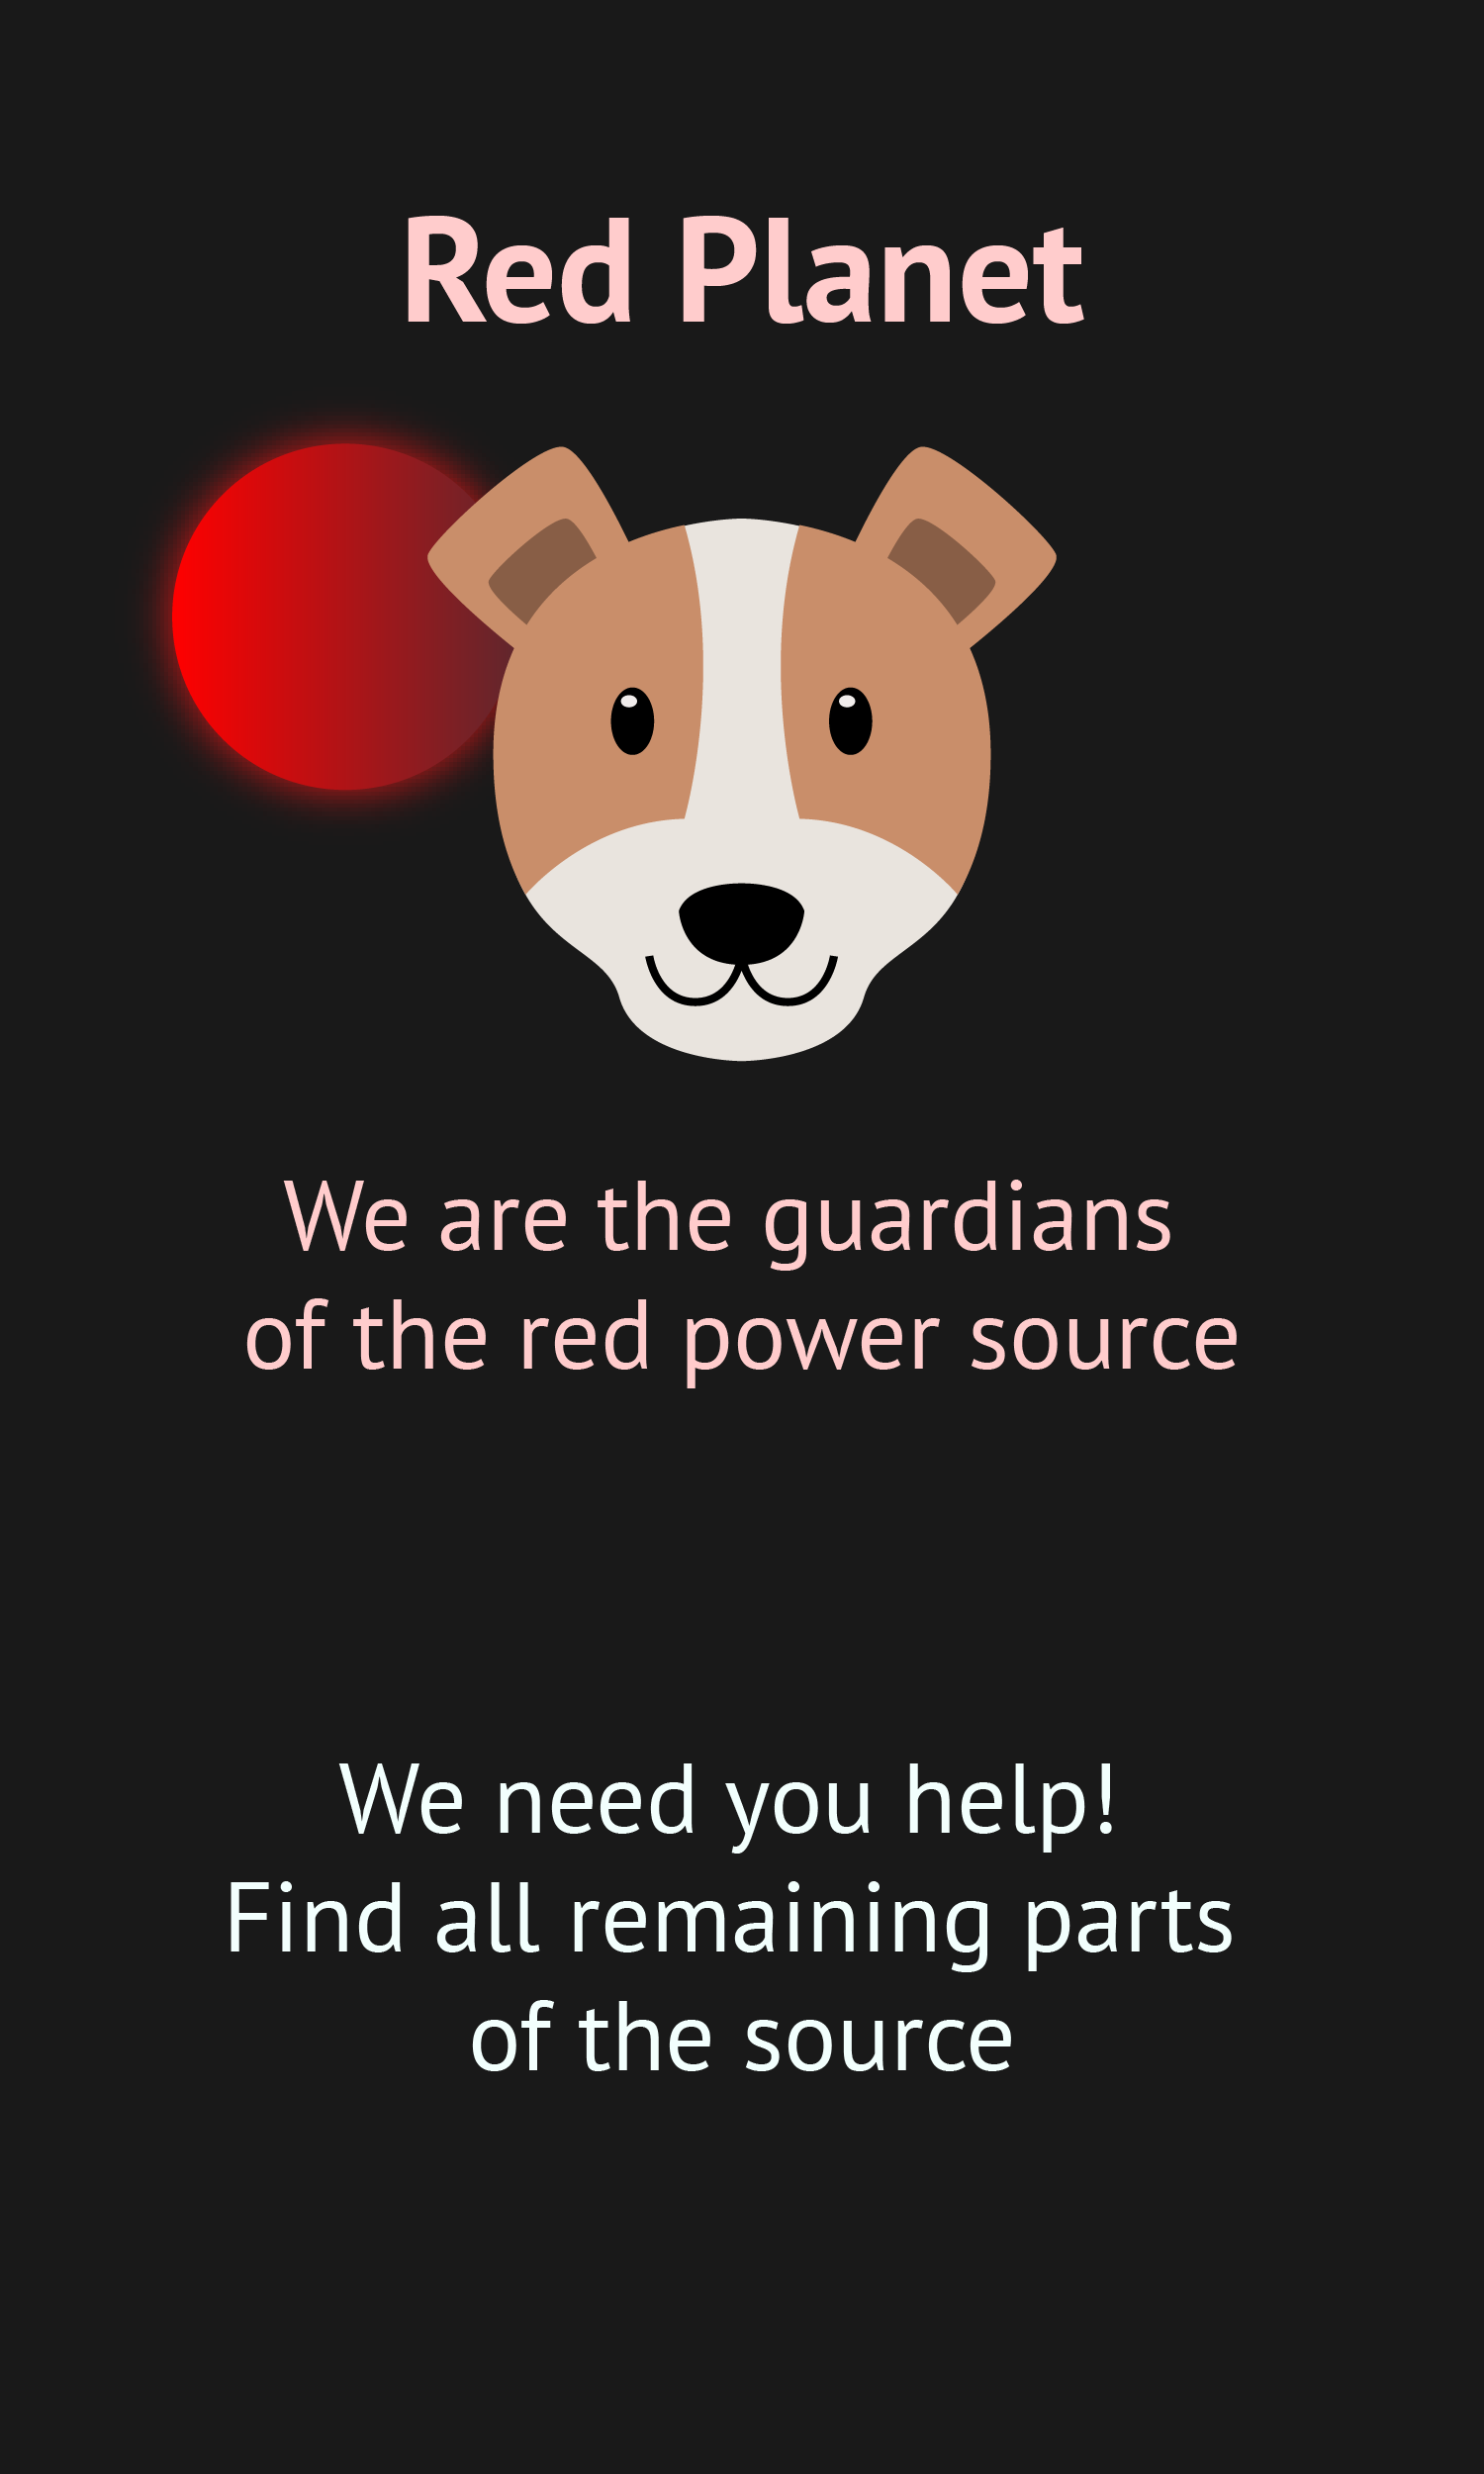 Red Planet
We are the guardians
of the red power source
We need you help!
Find all remaining parts
of the source